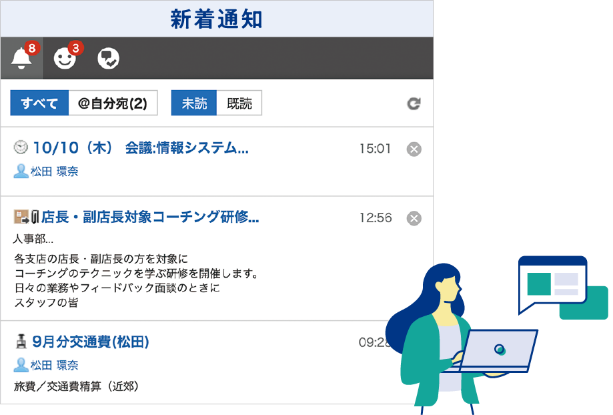 新着通知
8
3
すべて @自分宛(2) 未読 既読
10/10（木） 会議:情報システム... 15:01
松田 環奈
店長・副店長対象コーチング研修... 12:56
人事部...
各支店の店長・副店長の方を対象に
コーチングのテクニックを学ぶ研修を開催します。
日々の業務やフィードバック面談のときに
スタッフの皆
9月分交通費(松田) 09:28
松田 環奈
旅費／交通費精算（近郊）